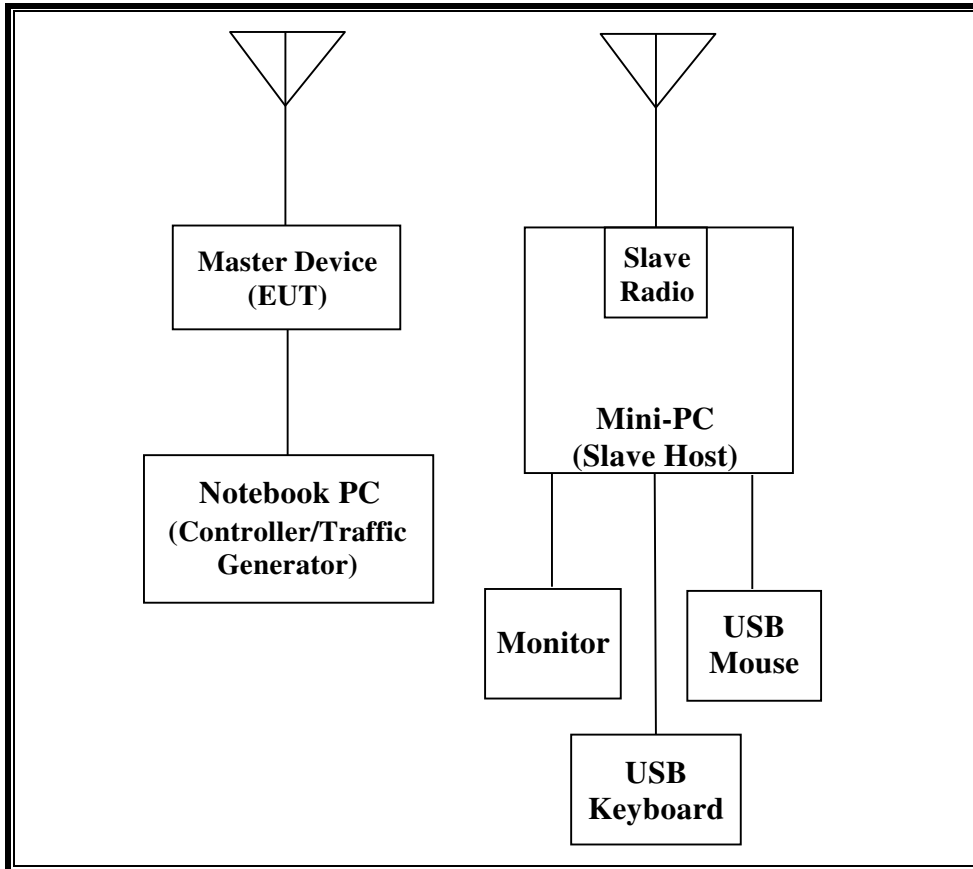 Master Device
(EUT)
Slave
Radio
Mini-PC
(Slave Host)
Notebook PC
(Controller/Traffic
Generator)
Monitor
USB
Mouse
USB
Keyboard